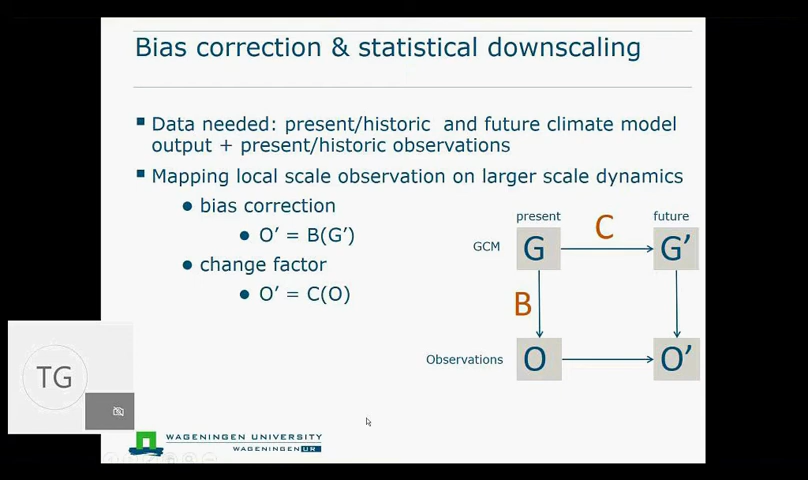 Bias correction & statistical downscaling
Data needed: present/historic and future climate model
output + present/historic observations
Mapping local scale observation on larger scale dynamics
bias correction
O’ = B(G’)
change factor
O’ = C(O)
present
future
C
GCM
G
G’
B
Observations
O
O’
TG
WAGENINGEN UNIVERSITY
WAGENINGEN UR